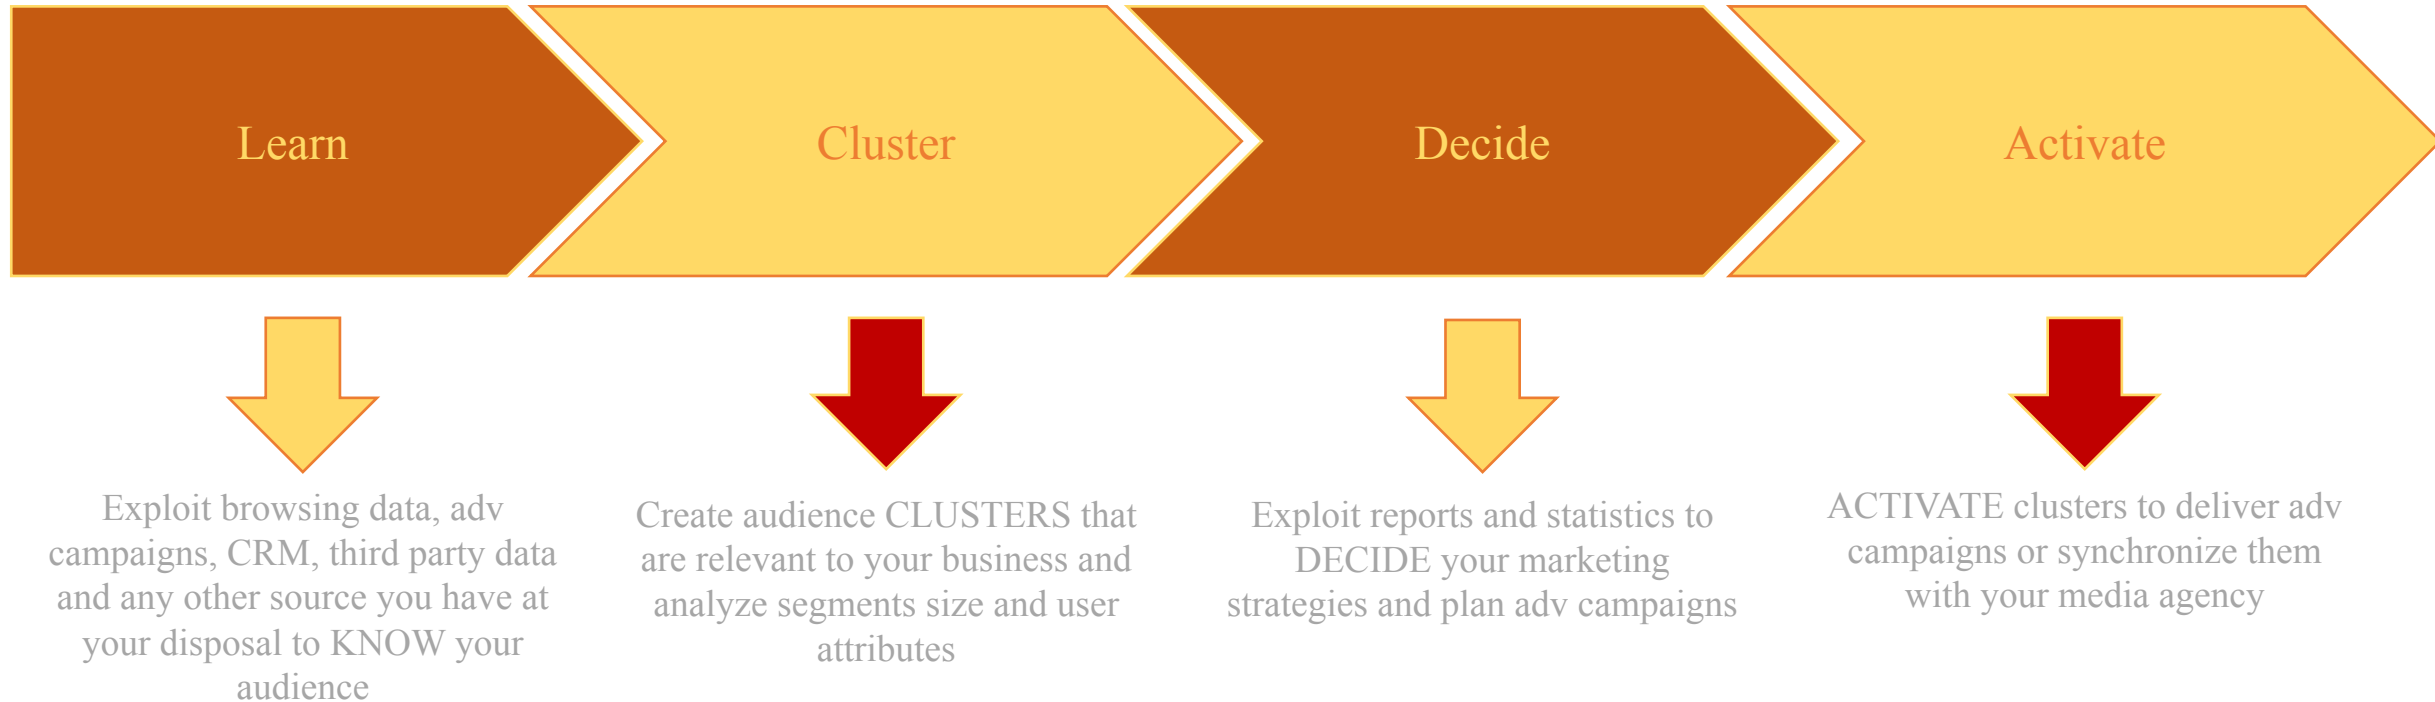 Learn
Cluster
Decide
Activate
Exploit browsing data, adv
campaigns, CRM, third party data
and any other source you have at
your disposal to KNOW your
audience
Create audience CLUSTERS that
are relevant to your business and
analyze segments size and user
attributes
Exploit reports and statistics to
DECIDE your marketing
strategies and plan adv campaigns
ACTIVATE clusters to deliver adv
campaigns or synchronize them
with your media agency